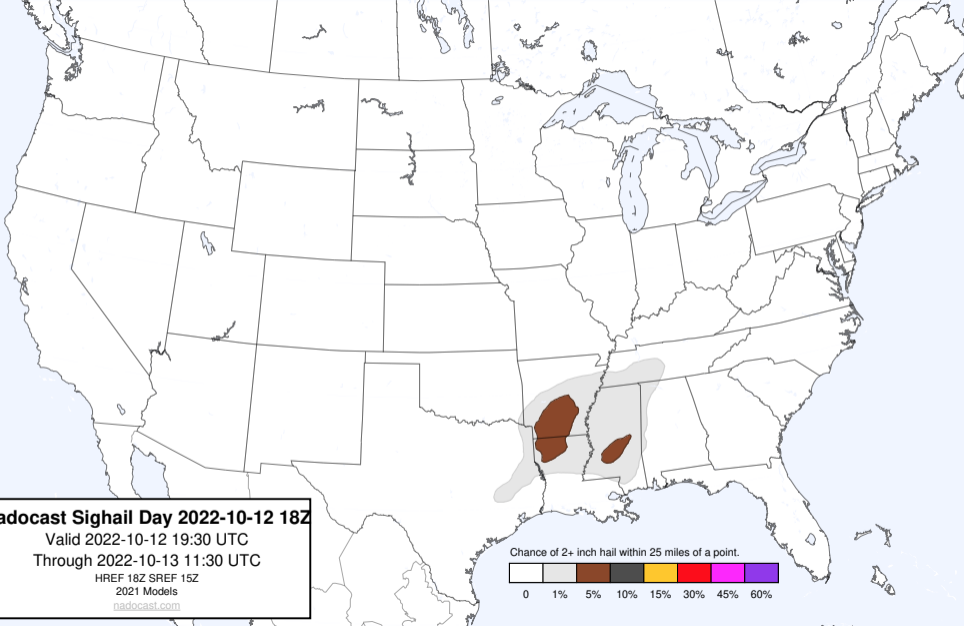 adocast Sighail Day 2022-10-12 18Z
Valid 2022-10-12 19:30 UTC
Through 2022-10-13 11:30 UTC
HREF 18Z SREF 15Z
2021 Models
nadocast.com
Chance of 2+ inch hail within 25 miles of a point.
0 1% 5% 10% 15% 30% 45% 60%